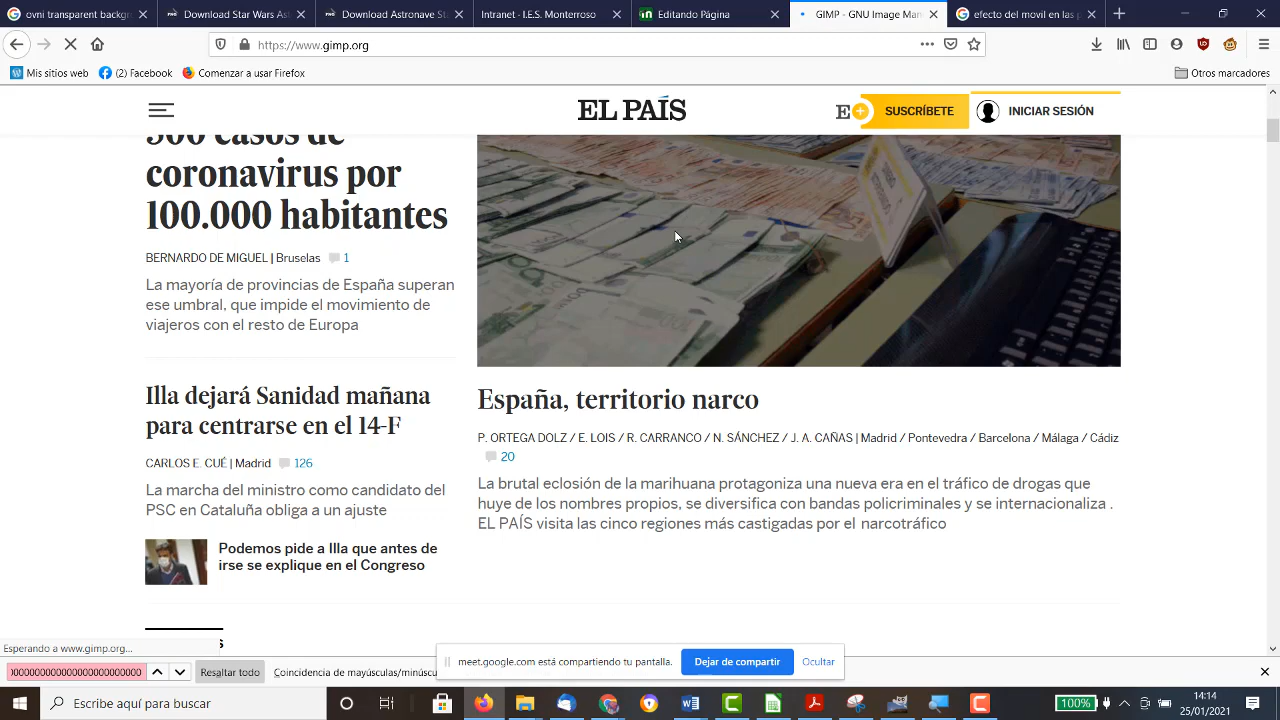 ovni transparent backgro
Download Star Wars Ast
Download Astronave St
Intranet - I.E.S. Monterroso
Editando Página
GIMP - GNU Image Man
efecto del movil en las p
https://www.gimp.org
Mis sitios web
(2) Facebook
Comenzar a usar Firefox
Otros marcadores
EL PAÍS
E+
SUSCRÍBETE
INICIAR SESIÓN
500 casos de
coronavirus por
100.000 habitantes
BERNARDO DE MIGUEL | Bruselas 1
La mayoría de provincias de España superan
ese umbral, que impide el movimiento de
viajeros con el resto de Europa
Illa dejará Sanidad mañana
para centrarse en el 14-F
CARLOS E. CUÉ | Madrid 126
La marcha del ministro como candidato del
PSC en Cataluña obliga a un ajuste
Podemos pide a Illa que antes de
irse se explique en el Congreso
España, territorio narco
P. ORTEGA DOLZ / E. LOIS / R. CARRANCO / N. SÁNCHEZ / J. A. CAÑAS | Madrid / Pontevedra / Barcelona / Málaga / Cádiz
20
La brutal eclosión de la marihuana protagoniza una nueva era en el tráfico de drogas que
huye de los nombres propios, se diversifica con bandas policriminales y se internacionaliza .
EL PAÍS visita las cinco regiones más castigadas por el narcotráfico
Esperando a www.gimp.org...
Resaltar todo
Coincidencia de mayúsculas/minúsc
meet.google.com está compartiendo tu pantalla.
Dejar de compartir
Ocultar
Escribe aquí para buscar
100%
14:14
25/01/2021